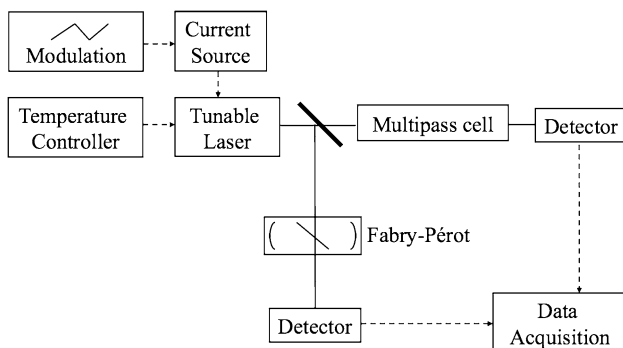 Modulation
Current
Source
Temperature
Controller
Tunable
Laser
Multipass cell
Detector
Fabry-Pérot
Detector
Data
Acquisition